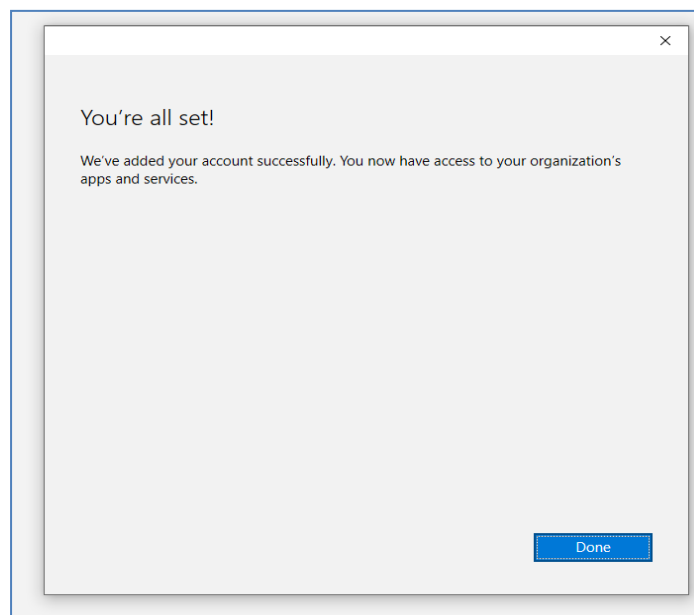 You’re all set!
We’ve added your account successfully. You now have access to your organization’s
apps and services.
Done